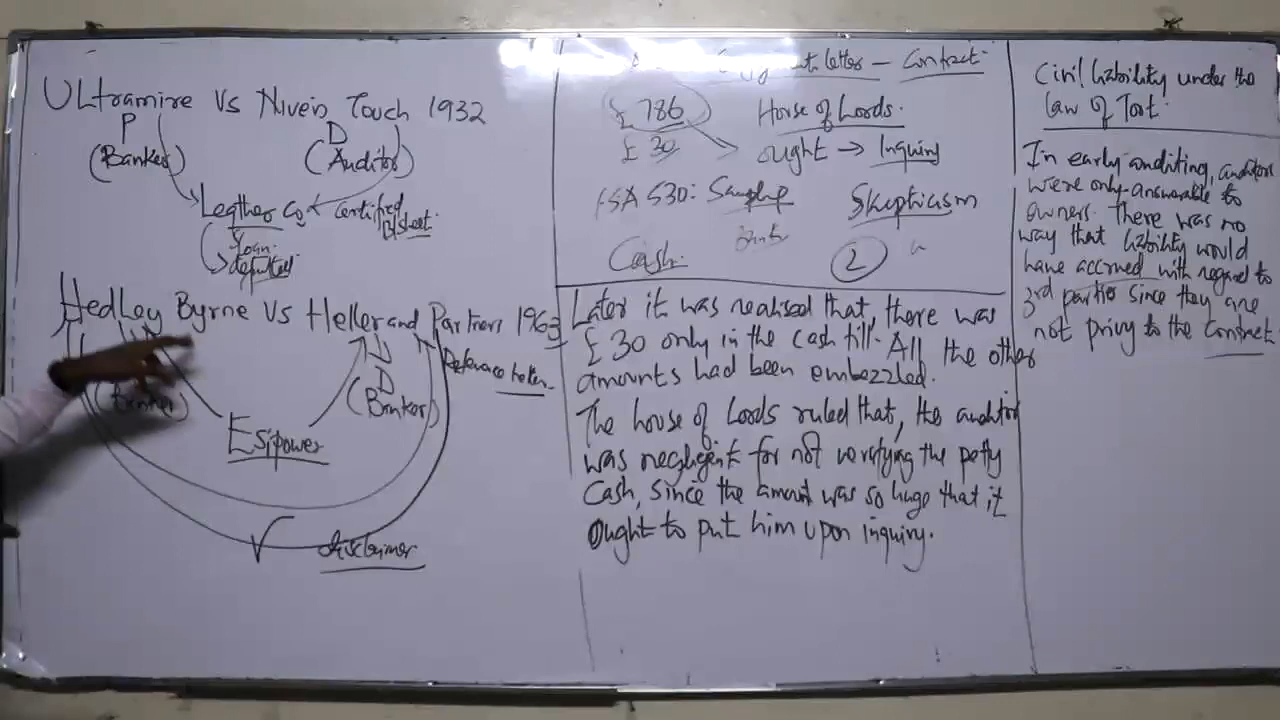 ULtramire vs Niveis Touch 1932
P
D
(Banker)
(Auditor)
Leather Co
Certified
B/sheet.
Loan.
defaulted
Hedley Byrne vs Heller and Partners 1963
Reference letter.
D
(Banker)
(Banker)
Esipower
disclaimer
letter - Contract
£ 786
House of Lords.
£ 30
ought → Inquiry
ISA 530: Sampling
Skepticism
Cash.
2
Later it was realised that, there was
£ 30 only in the cash till. All the other
amounts had been embezzled.
The house of Lords ruled that, the auditor
was negligent for not verifying the petty
Cash, since the amount was so huge that it
Ought to put him upon inquiry.
Civil liability under the
Law of Tort.
In early auditing, auditors
were only answerable to
owners. There was no
way that liability would
have accrued with regard to
3rd parties since they are
not privy to the contract